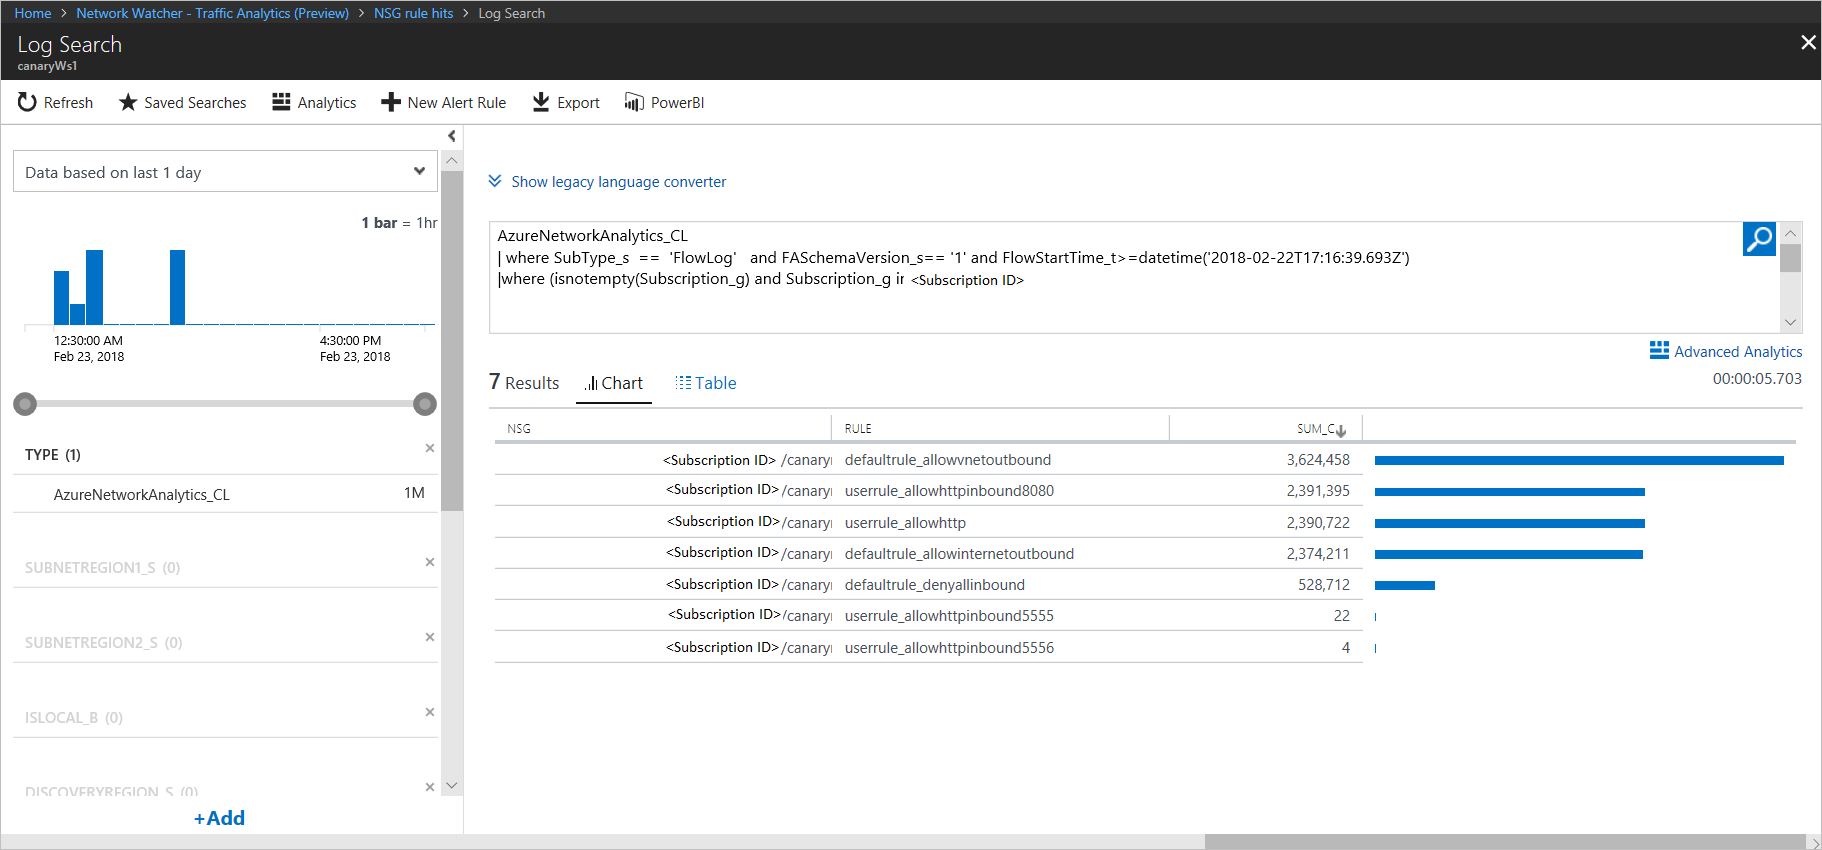 Home > Network Watcher - Traffic Analytics (Preview) > NSG rule hits > Log Search
Log Search
canaryWs1
Refresh Saved Searches Analytics New Alert Rule Export PowerBI
Data based on last 1 day
1 bar = 1hr
12:30:00 AM 4:30:00 PM
Feb 23, 2018 Feb 23, 2018
TYPE (1)
AzureNetworkAnalytics_CL 1M
SUBNETREGION1_S (0)
SUBNETREGION2_S (0)
ISLOCAL_B (0)
DISCOVERYREGION_S (0)
+Add
Show legacy language converter
AzureNetworkAnalytics_CL
| where SubType_s == 'FlowLog' and FASchemaVersion_s== '1' and FlowStartTime_t>=datetime('2018-02-22T17:16:39.693Z')
|where (isnotempty(Subscription_g) and Subscription_g in <Subscription ID>
Advanced Analytics
7 Results Chart Table 00:00:05.703
NSG RULE SUM_C
<Subscription ID> /canary defaultrule_allowvnetoutbound 3,624,458
<Subscription ID> /canary userrule_allowhttpinbound8080 2,391,395
<Subscription ID> /canary userrule_allowhttp 2,390,722
<Subscription ID> /canary defaultrule_allowinternetoutbound 2,374,211
<Subscription ID> /canary defaultrule_denyallinbound 528,712
<Subscription ID> /canary userrule_allowhttpinbound5555 22
<Subscription ID> /canary userrule_allowhttpinbound5556 4